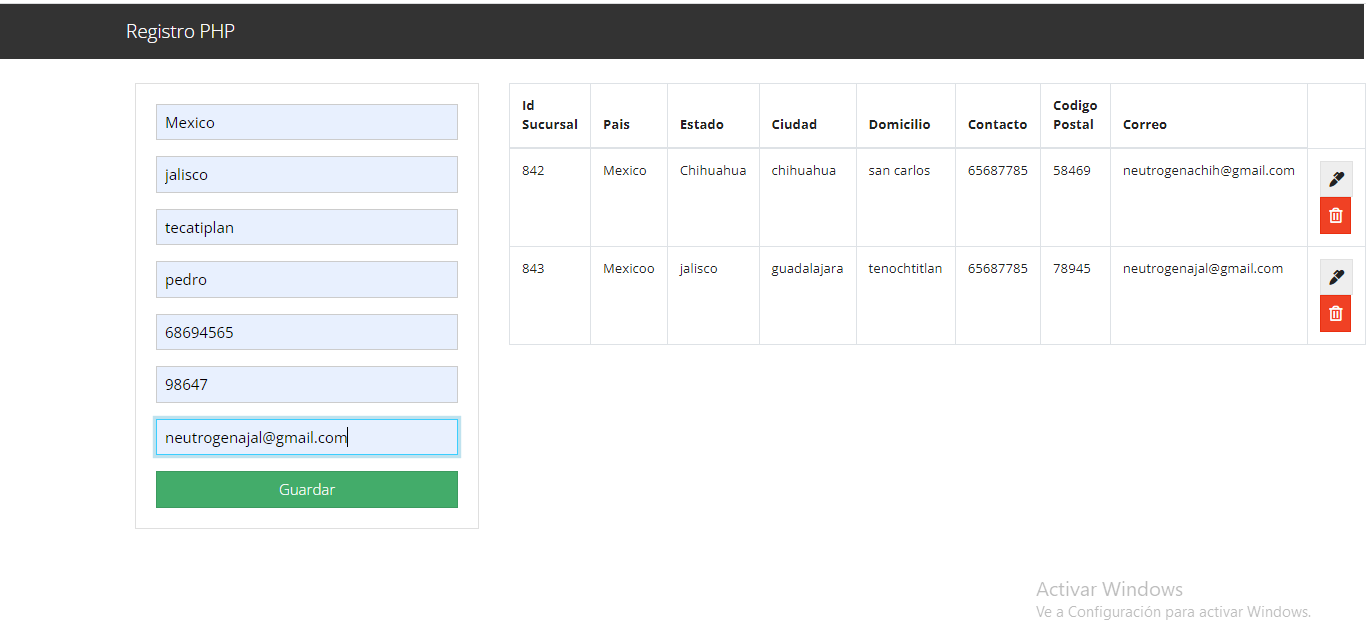 Registro PHP
Mexico
jalisco
tecatiplan
pedro
68694565
98647
neutrogenajal@gmail.com
Guardar
Id Sucursal Pais Estado Ciudad Domicilio Contacto Codigo Postal Correo
842 Mexico Chihuahua chihuahua san carlos 65687785 58469 neutrogenachih@gmail.com
843 Mexicoo jalisco guadalajara tenochtitlan 65687785 78945 neutrogenajal@gmail.com
Activar Windows
Ve a Configuración para activar Windows.